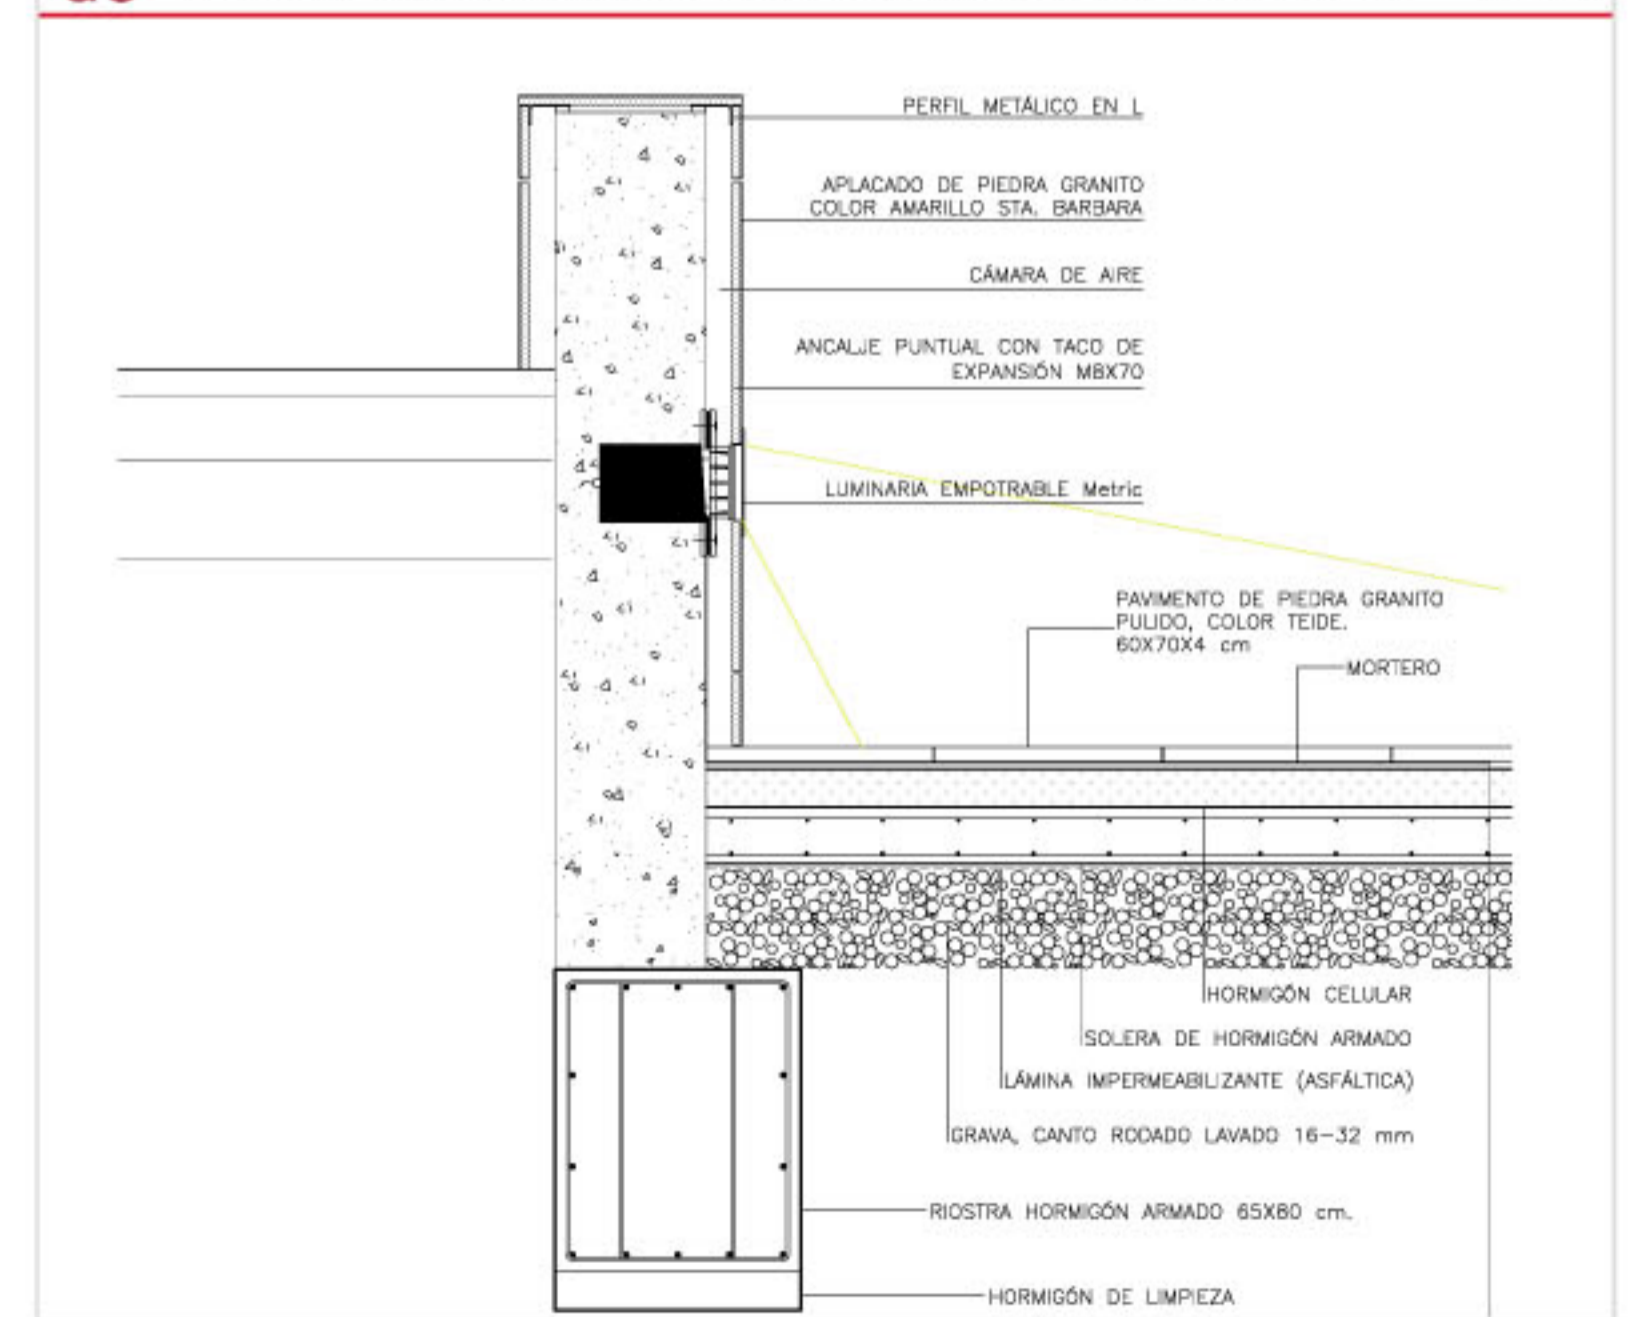 PERFIL METÁLICO EN L
APLACADO DE PIEDRA GRANITO
COLOR AMARILLO STA. BARBARA
CÁMARA DE AIRE
ANCALJE PUNTUAL CON TACO DE
EXPANSIÓN M8X70
LUMINARIA EMPOTRABLE Metric
PAVIMENTO DE PIEDRA GRANITO
PULIDO, COLOR TEIDE.
60X70X4 cm
MORTERO
HORMIGÓN CELULAR
SOLERA DE HORMIGÓN ARMADO
LÁMINA IMPERMEABILIZANTE (ASFÁLTICA)
GRAVA, CANTO RODADO LAVADO 16-32 mm
RIOSTRA HORMIGÓN ARMADO 65X80 cm.
HORMIGÓN DE LIMPIEZA